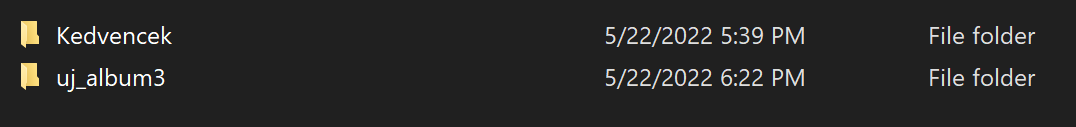 Kedvencek 5/22/2022 5:39 PM File folder
uj_album3 5/22/2022 6:22 PM File folder